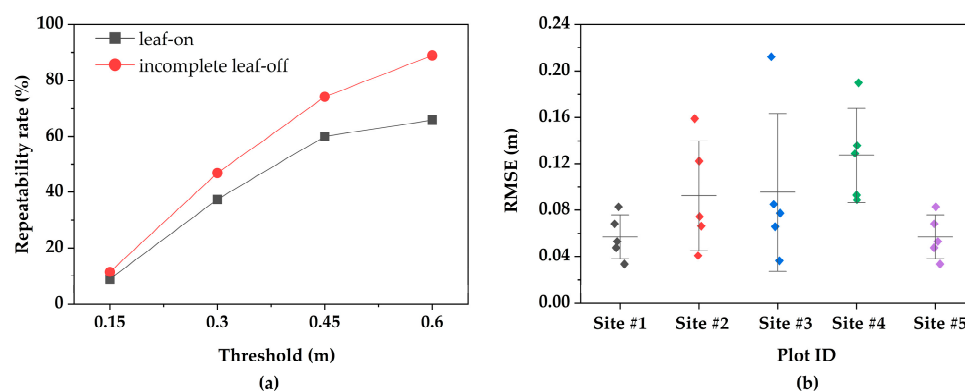 100
80
60
40
20
0
Repeatability rate (%)
leaf-on
incomplete leaf-off
0.15 0.3 0.45 0.6
Threshold (m)
(a)
0.24
0.20
0.16
0.12
0.08
0.04
0.00
RMSE (m)
Site #1 Site #2 Site #3 Site #4 Site #5
Plot ID
(b)